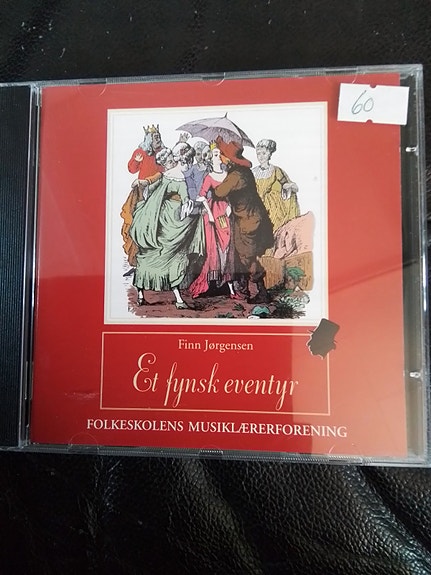 60
Finn Jørgensen
Et fynsk eventyr
FOLKESKOLENS MUSIKLÆRERFORENING